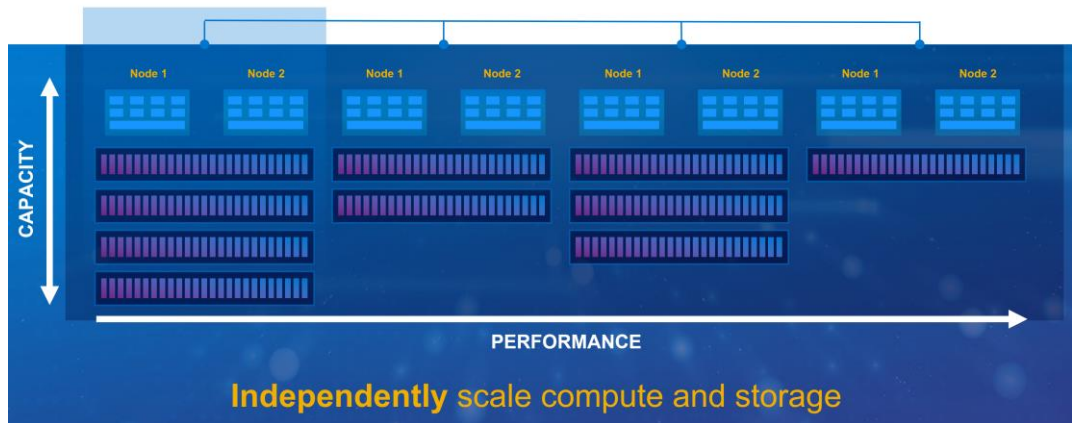 Node 1 Node 2 Node 1 Node 2 Node 1 Node 2 Node 1 Node 2
CAPACITY
PERFORMANCE
Independently scale compute and storage